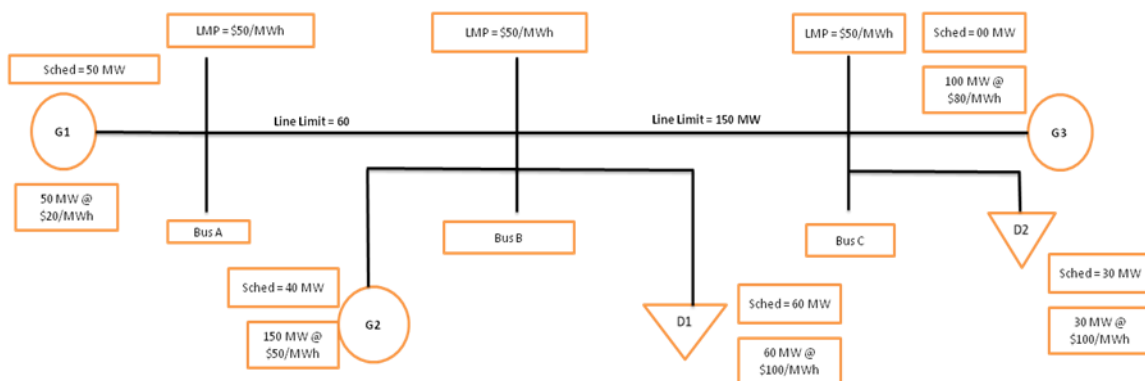 LMP = $50/MWh
LMP = $50/MWh
LMP = $50/MWh
Sched = 00 MW
Sched = 50 MW
100 MW @
$80/MWh
G1
Line Limit = 60
Line Limit = 150 MW
G3
50 MW @
$20/MWh
Bus A
Bus B
Bus C
D2
Sched = 40 MW
G2
D1
Sched = 60 MW
Sched = 30 MW
150 MW @
$50/MWh
60 MW @
$100/MWh
30 MW @
$100/MWh